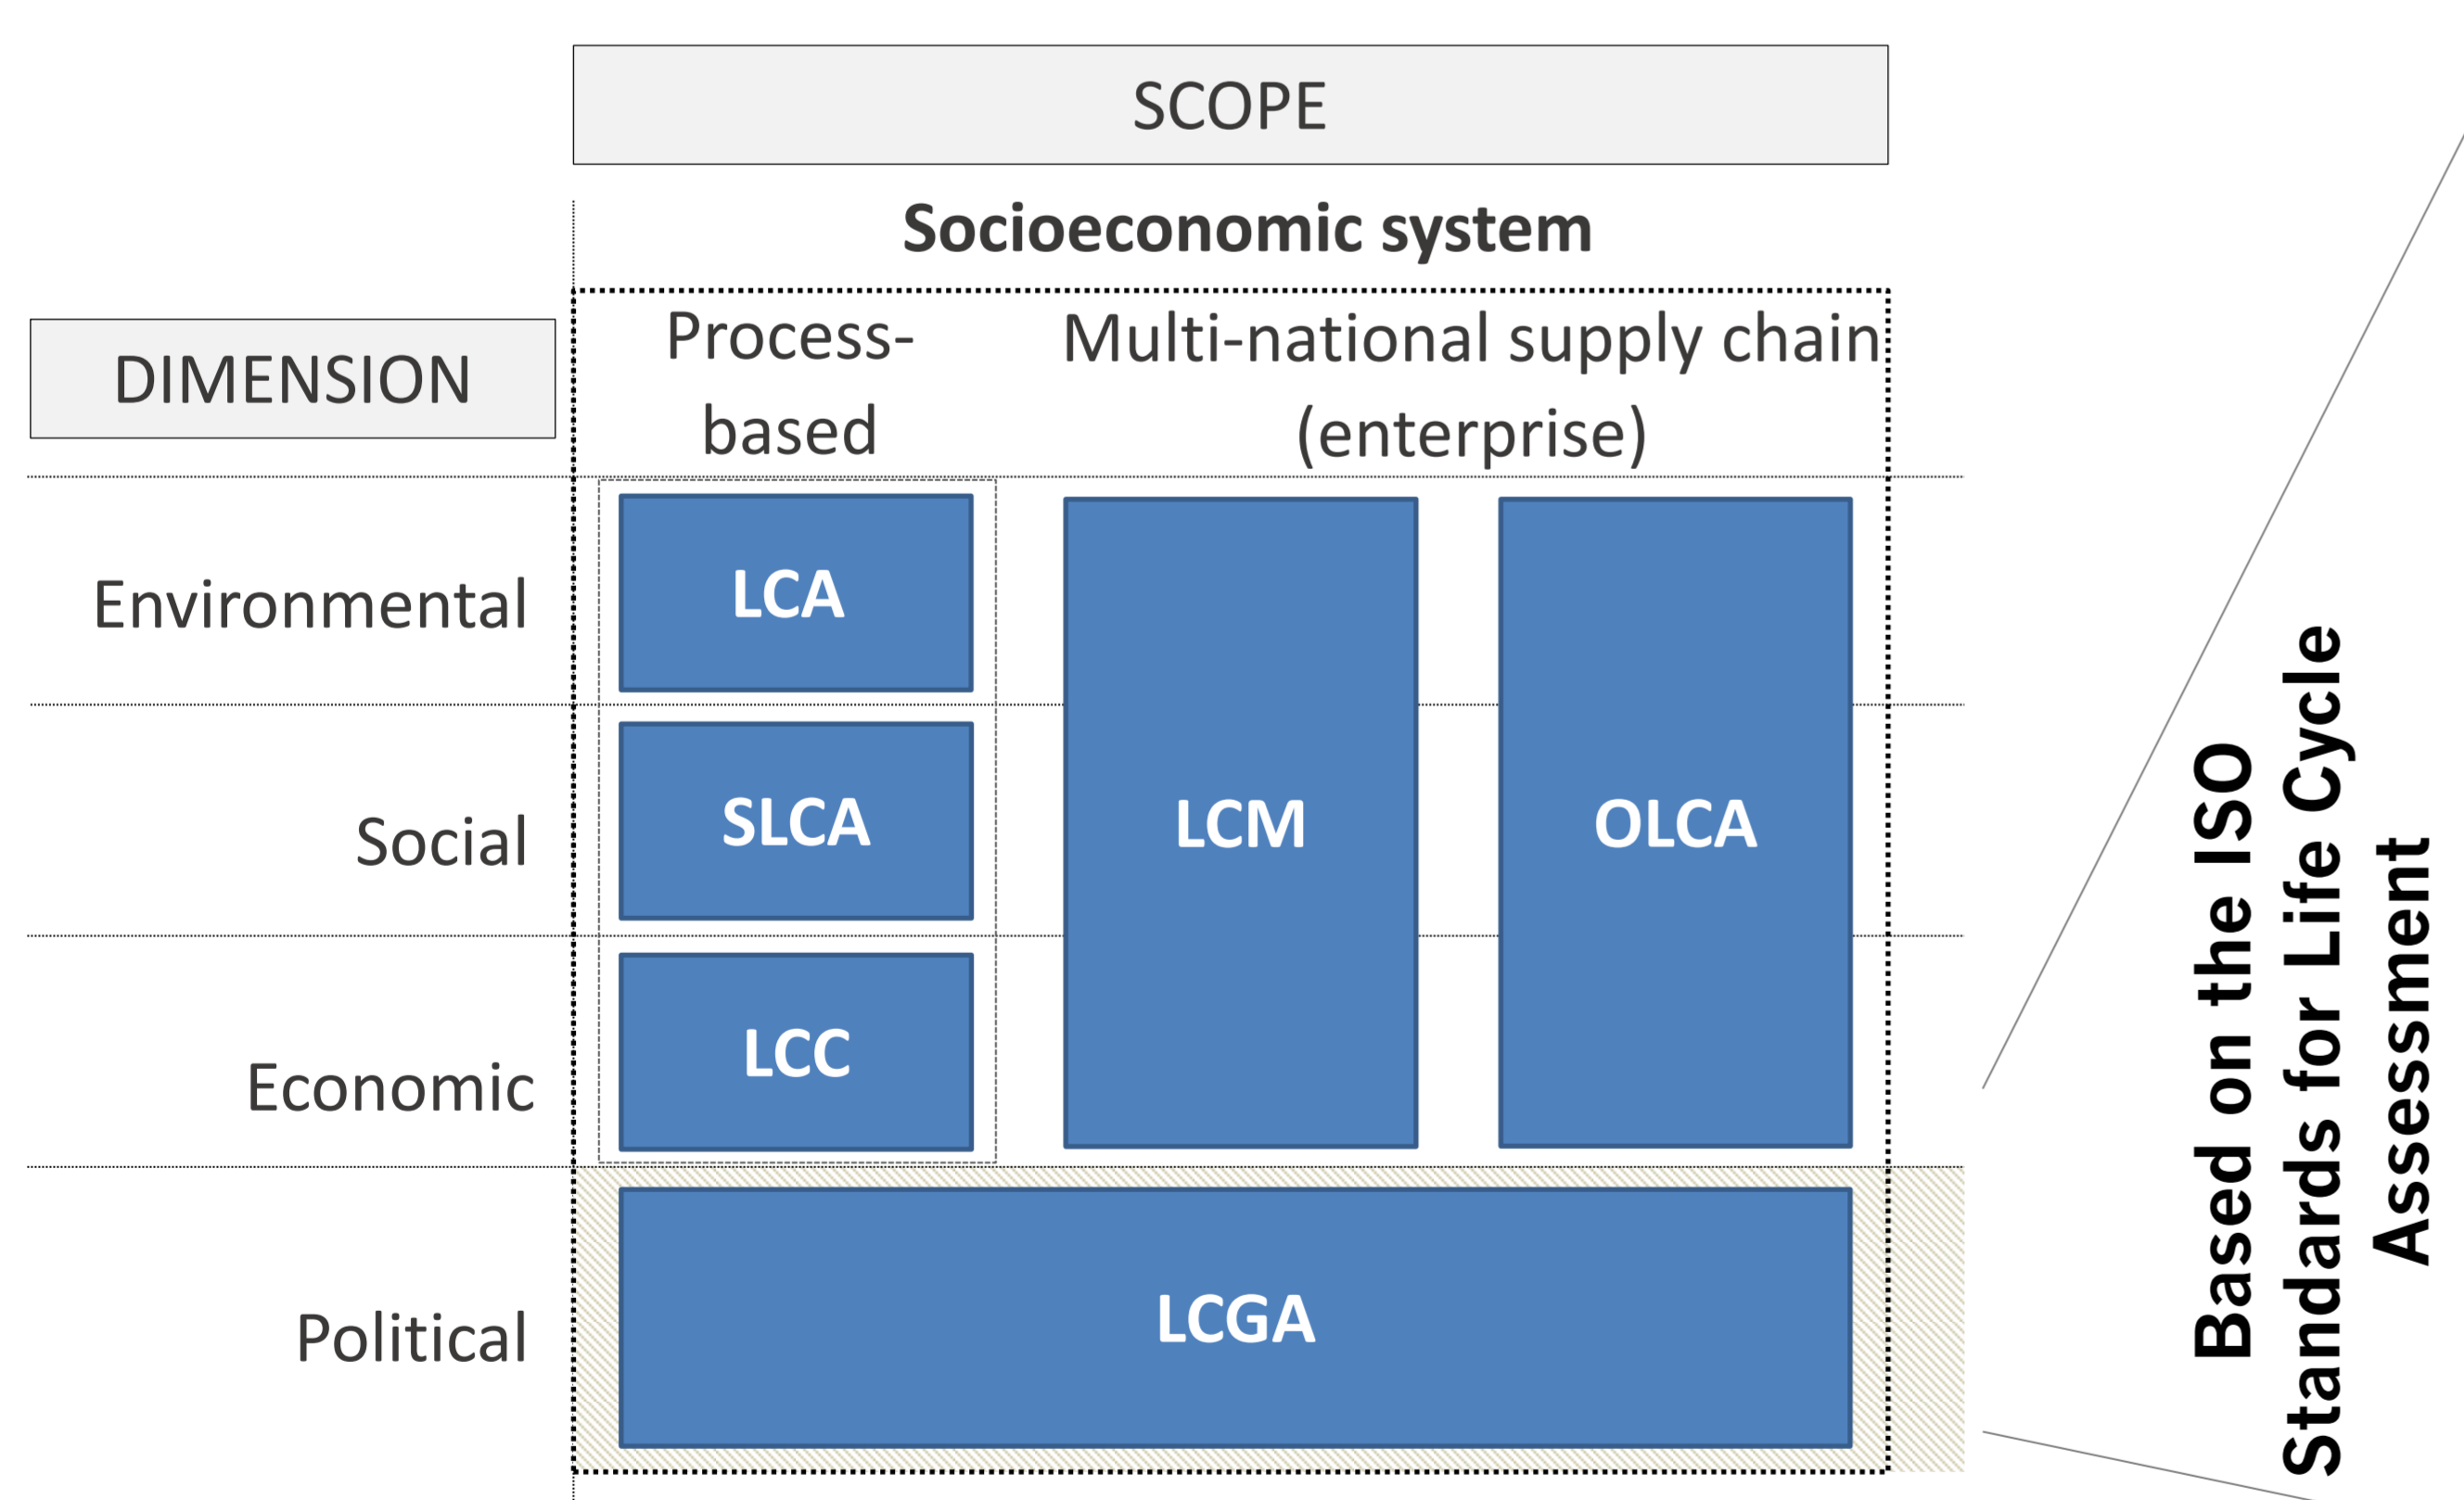 SCOPE
Socioeconomic system
DIMENSION
Process-
based
Multi-national supply chain
(enterprise)
Environmental
LCA
LCM
OLCA
Social
SLCA
Economic
LCC
Political
LCGA
Based on the ISO
Standards for Life Cycle
Assessment